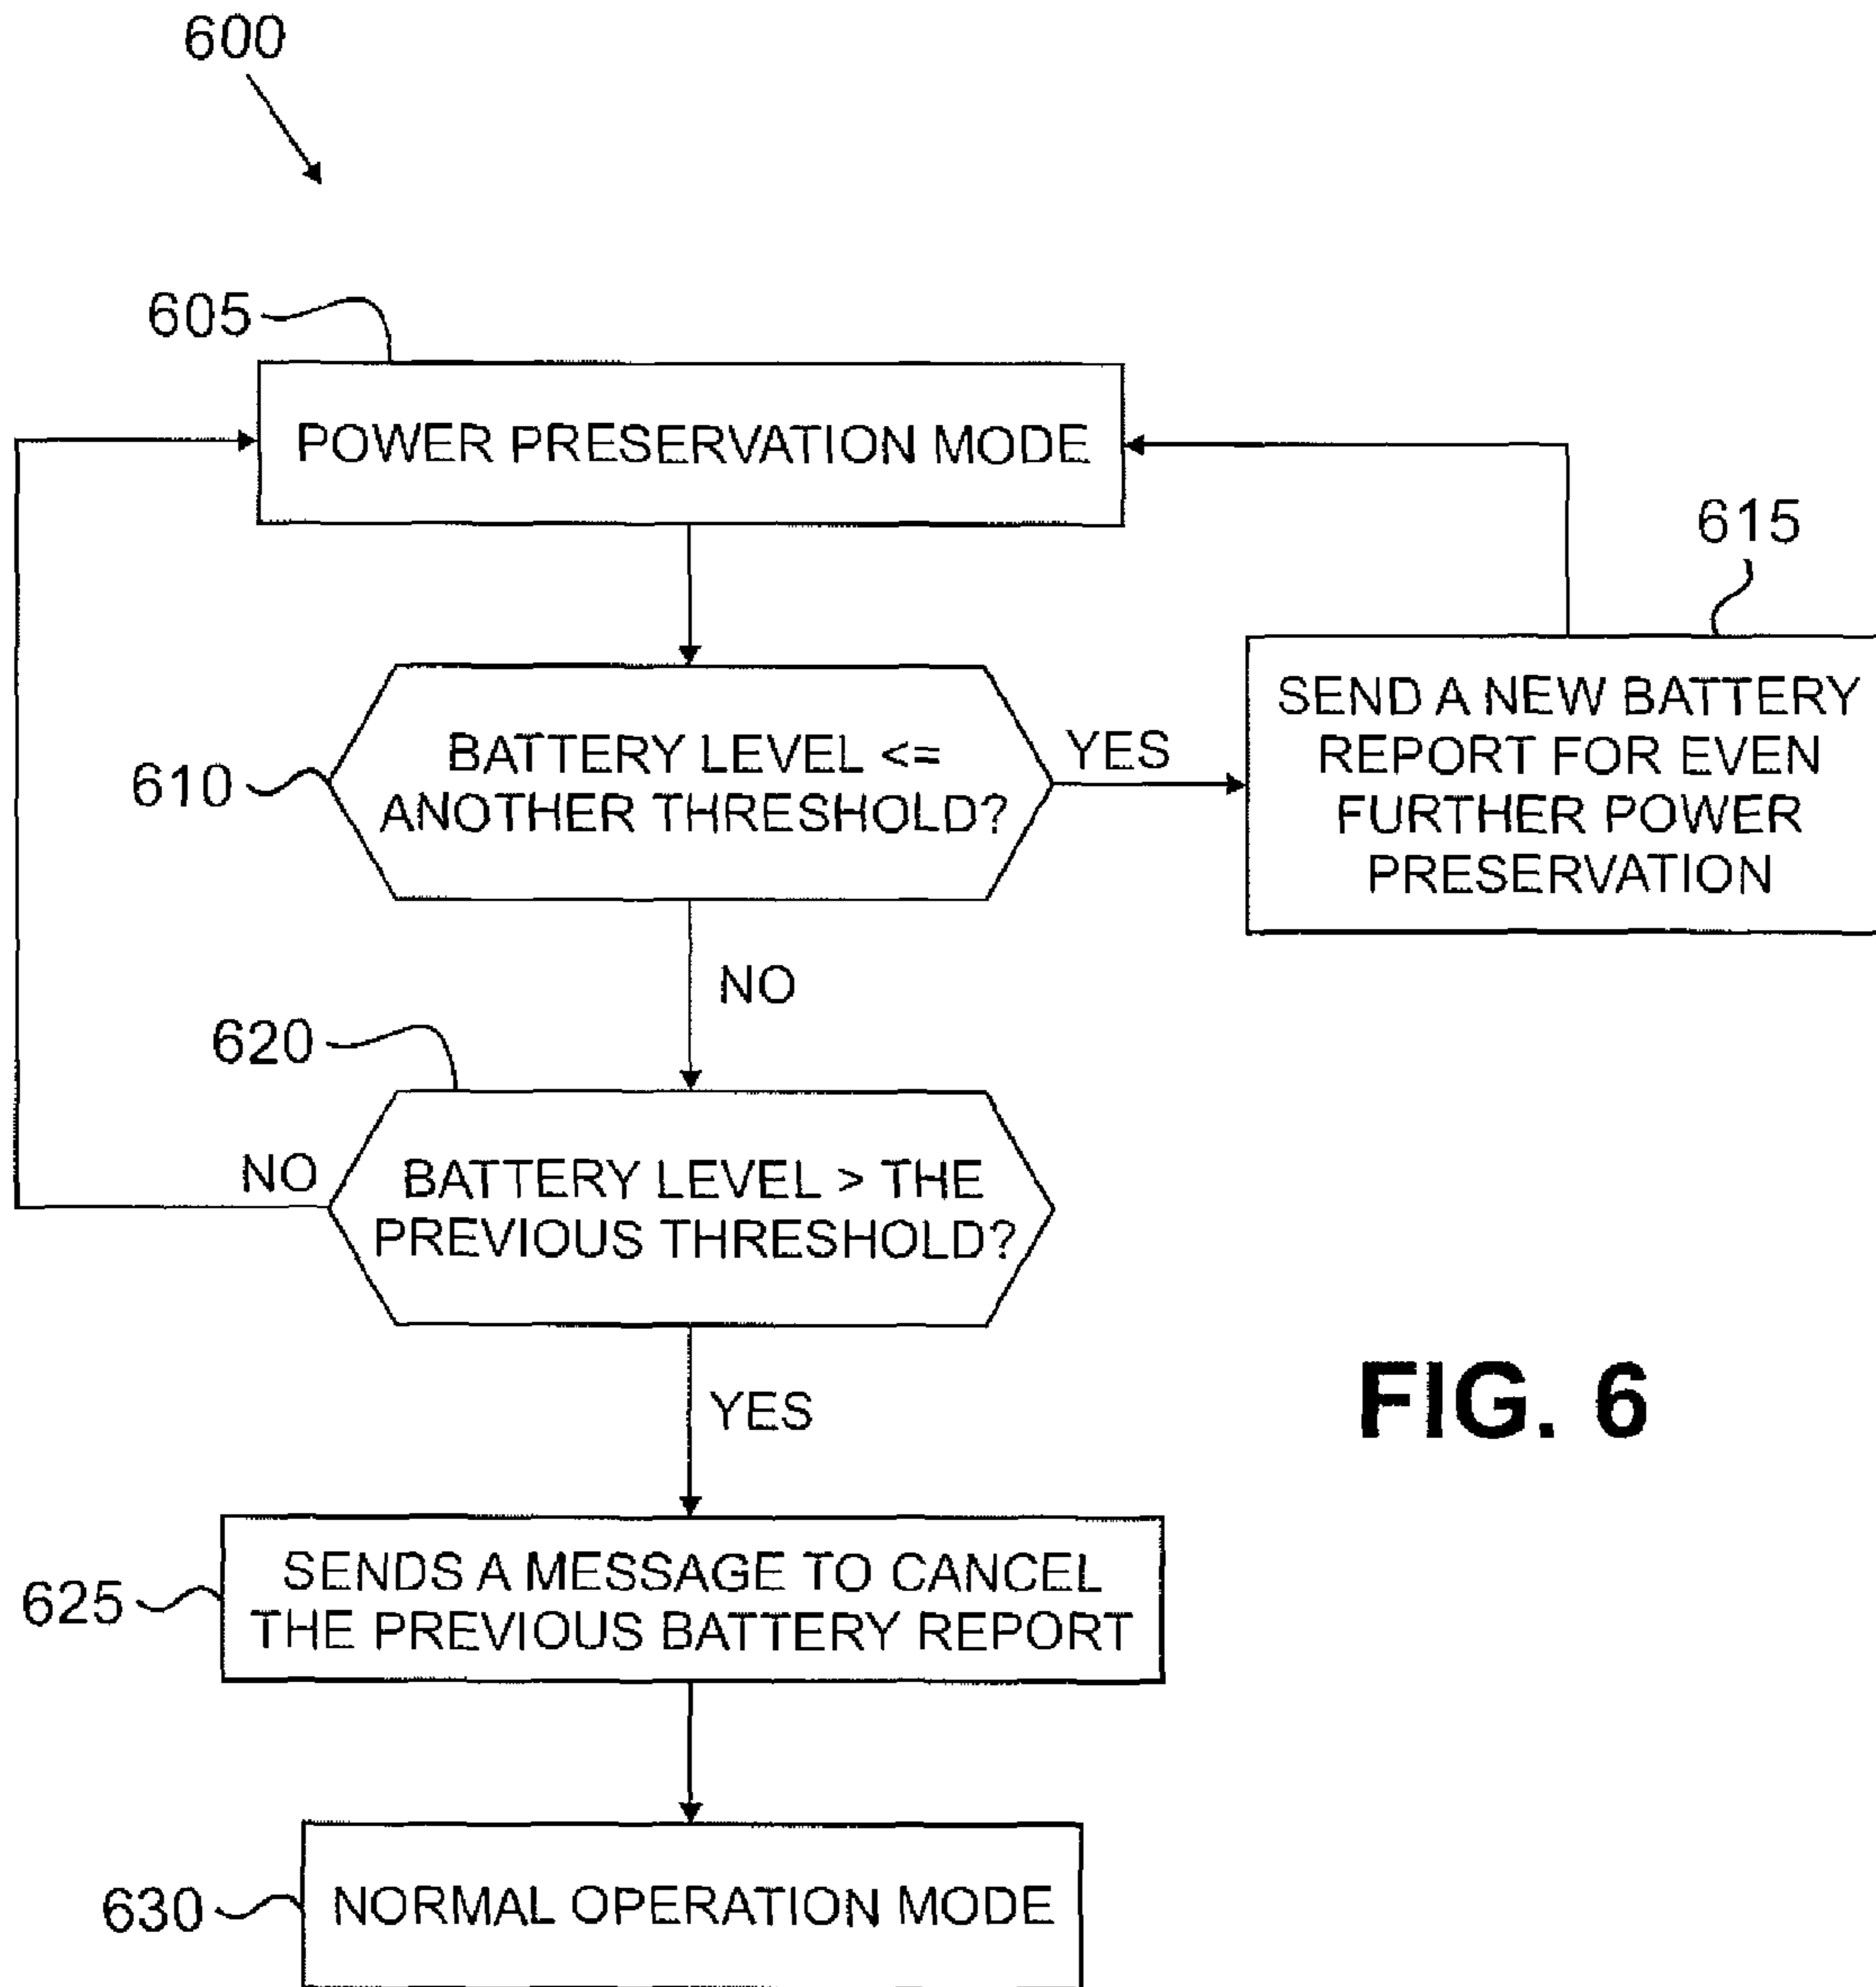 600
605
POWER PRESERVATION MODE
615
SEND A NEW BATTERY
REPORT FOR EVEN
FURTHER POWER
PRESERVATION
610
BATTERY LEVEL <=
ANOTHER THRESHOLD?
YES
NO
620
NO
BATTERY LEVEL > THE
PREVIOUS THRESHOLD?
YES
FIG. 6
625
SENDS A MESSAGE TO CANCEL
THE PREVIOUS BATTERY REPORT
630
NORMAL OPERATION MODE